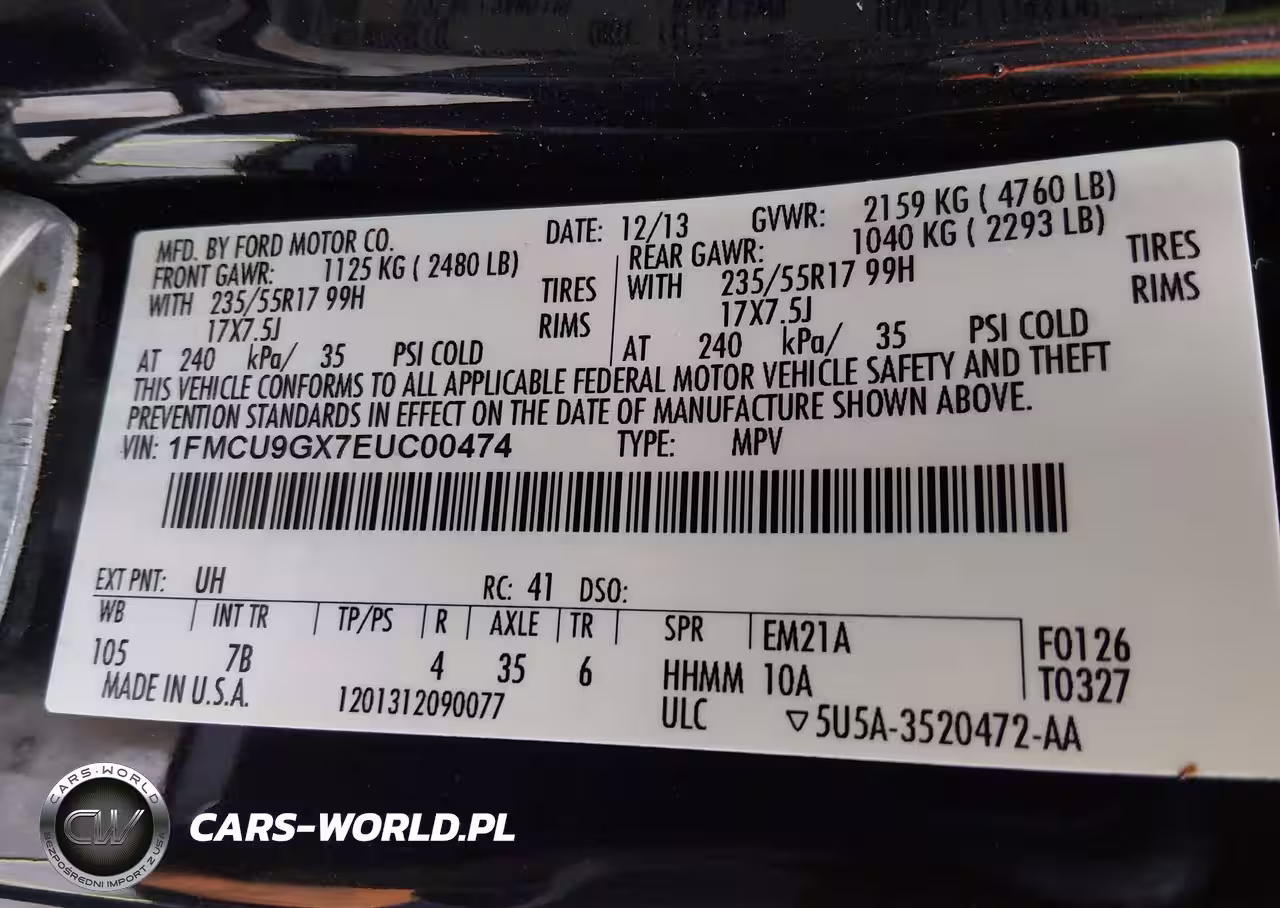 MFD. BY FORD MOTOR CO. DATE: 12/13 GVWR: 2159 KG ( 4760 LB)
FRONT GAWR: 1125 KG ( 2480 LB) REAR GAWR: 1040 KG ( 2293 LB)
WITH 235/55R17 99H TIRES WITH 235/55R17 99H TIRES
17X7.5J RIMS 17X7.5J RIMS
AT 240 kPa/ 35 PSI COLD AT 240 kPa/ 35 PSI COLD
THIS VEHICLE CONFORMS TO ALL APPLICABLE FEDERAL MOTOR VEHICLE SAFETY AND THEFT
PREVENTION STANDARDS IN EFFECT ON THE DATE OF MANUFACTURE SHOWN ABOVE.
VIN: 1FMCU9GX7EUC00474 TYPE: MPV
EXT PNT: UH RC: 41 DSO:
WB INT TR TP/PS R AXLE TR SPR EM21A F0126
105 7B 4 35 6 HHMM 10A T0327
MADE IN U.S.A. 1201312090077 ULC ▽5U5A-3520472-AA
CARS-WORLD
CW
BEZPOŚREDNI IMPORT Z USA
CARS-WORLD.PL